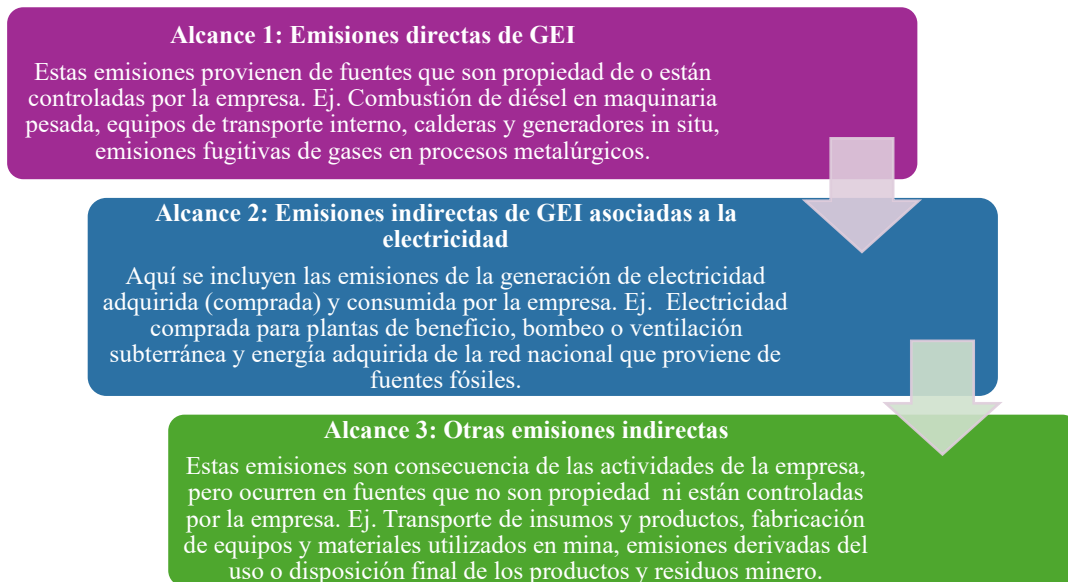 Alcance 1: Emisiones directas de GEI
Estas emisiones provienen de fuentes que son propiedad de o están
controladas por la empresa. Ej. Combustión de diésel en maquinaria
pesada, equipos de transporte interno, calderas y generadores in situ,
emisiones fugitivas de gases en procesos metalúrgicos.
Alcance 2: Emisiones indirectas de GEI asociadas a la
electricidad
Aquí se incluyen las emisiones de la generación de electricidad
adquirida (comprada) y consumida por la empresa. Ej. Electricidad
comprada para plantas de beneficio, bombeo o ventilación
subterránea y energía adquirida de la red nacional que proviene de
fuentes fósiles.
Alcance 3: Otras emisiones indirectas
Estas emisiones son consecuencia de las actividades de la empresa,
pero ocurren en fuentes que no son propiedad ni están controladas
por la empresa. Ej. Transporte de insumos y productos, fabricación
de equipos y materiales utilizados en mina, emisiones derivadas del
uso o disposición final de los productos y residuos minero.